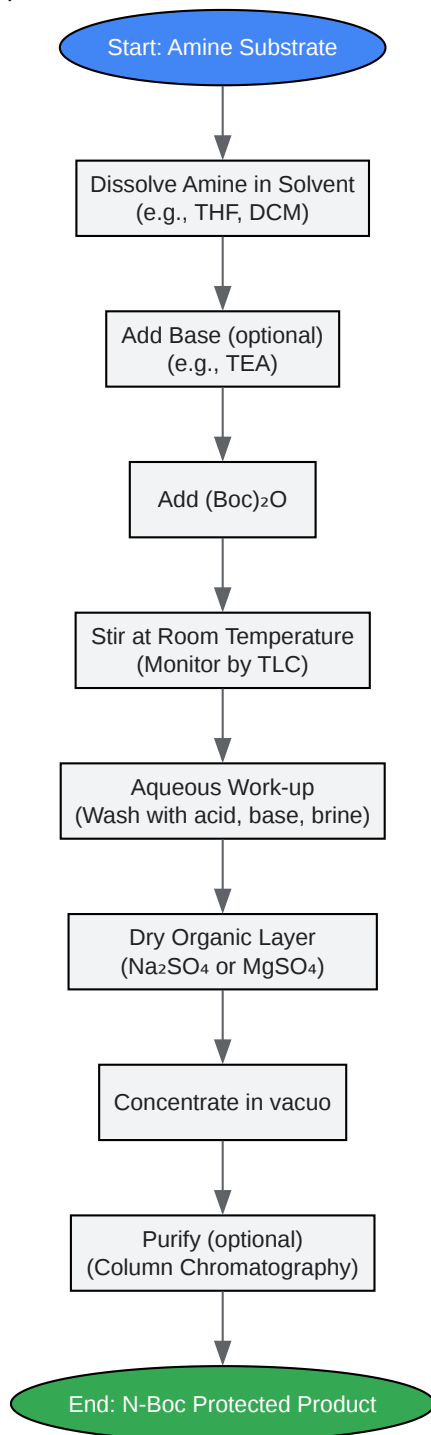 Start: Amine Substrate
Dissolve Amine in Solvent
(e.g., THF, DCM)
Add Base (optional)
(e.g., TEA)
Add (Boc)₂O
Stir at Room Temperature
(Monitor by TLC)
Aqueous Work-up
(Wash with acid, base, brine)
Dry Organic Layer
(Na₂SO₄ or MgSO₄)
Concentrate in vacuo
Purify (optional)
(Column Chromatography)
End: N-Boc Protected Product